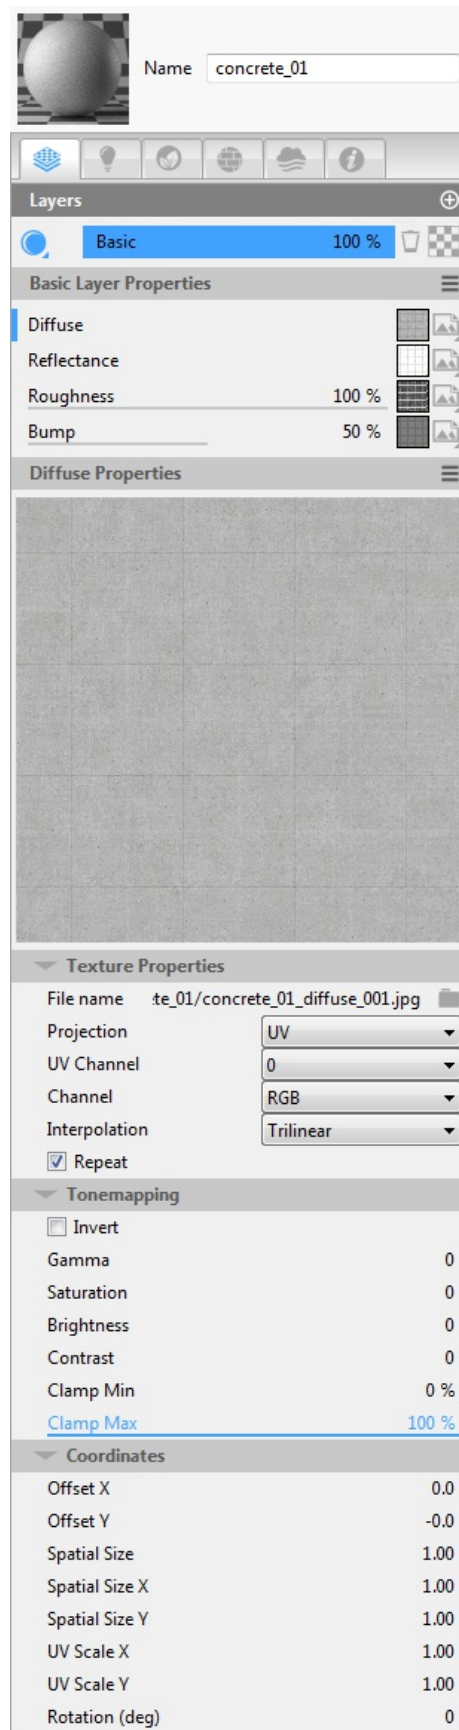 Name concrete_01
Layers
Basic 100 %
Basic Layer Properties
Diffuse
Reflectance
Roughness 100 %
Bump 50 %
Diffuse Properties
Texture Properties
File name :te_01/concrete_01_diffuse_001.jpg
Projection UV
UV Channel 0
Channel RGB
Interpolation Trilinear
Repeat
Tonemapping
Invert
Gamma 0
Saturation 0
Brightness 0
Contrast 0
Clamp Min 0 %
Clamp Max 100 %
Coordinates
Offset X 0.0
Offset Y -0.0
Spatial Size 1.00
Spatial Size X 1.00
Spatial Size Y 1.00
UV Scale X 1.00
UV Scale Y 1.00
Rotation (deg) 0